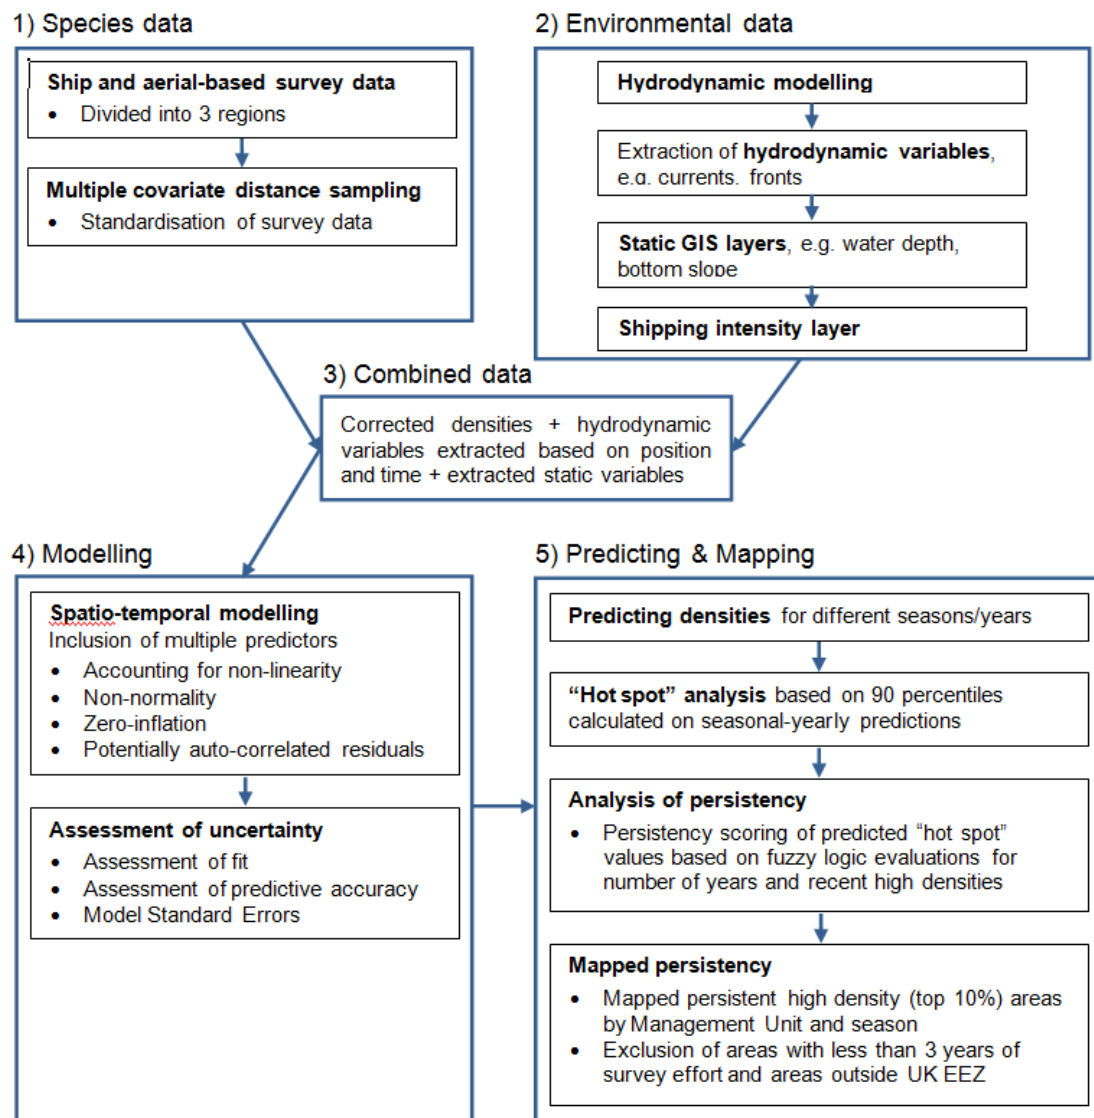 1) Species data
Ship and aerial-based survey data
• Divided into 3 regions
Multiple covariate distance sampling
• Standardisation of survey data
2) Environmental data
Hydrodynamic modelling
Extraction of hydrodynamic variables,
e.g. currents, fronts
Static GIS layers, e.g. water depth,
bottom slope
Shipping intensity layer
3) Combined data
Corrected densities + hydrodynamic
variables extracted based on position
and time + extracted static variables
4) Modelling
Spatio-temporal modelling
Inclusion of multiple predictors
• Accounting for non-linearity
• Non-normality
• Zero-inflation
• Potentially auto-correlated residuals
Assessment of uncertainty
• Assessment of fit
• Assessment of predictive accuracy
• Model Standard Errors
5) Predicting & Mapping
Predicting densities for different seasons/years
“Hot spot” analysis based on 90 percentiles
calculated on seasonal-yearly predictions
Analysis of persistency
• Persistency scoring of predicted “hot spot”
values based on fuzzy logic evaluations for
number of years and recent high densities
Mapped persistency
• Mapped persistent high density (top 10%) areas
by Management Unit and season
• Exclusion of areas with less than 3 years of
survey effort and areas outside UK EEZ